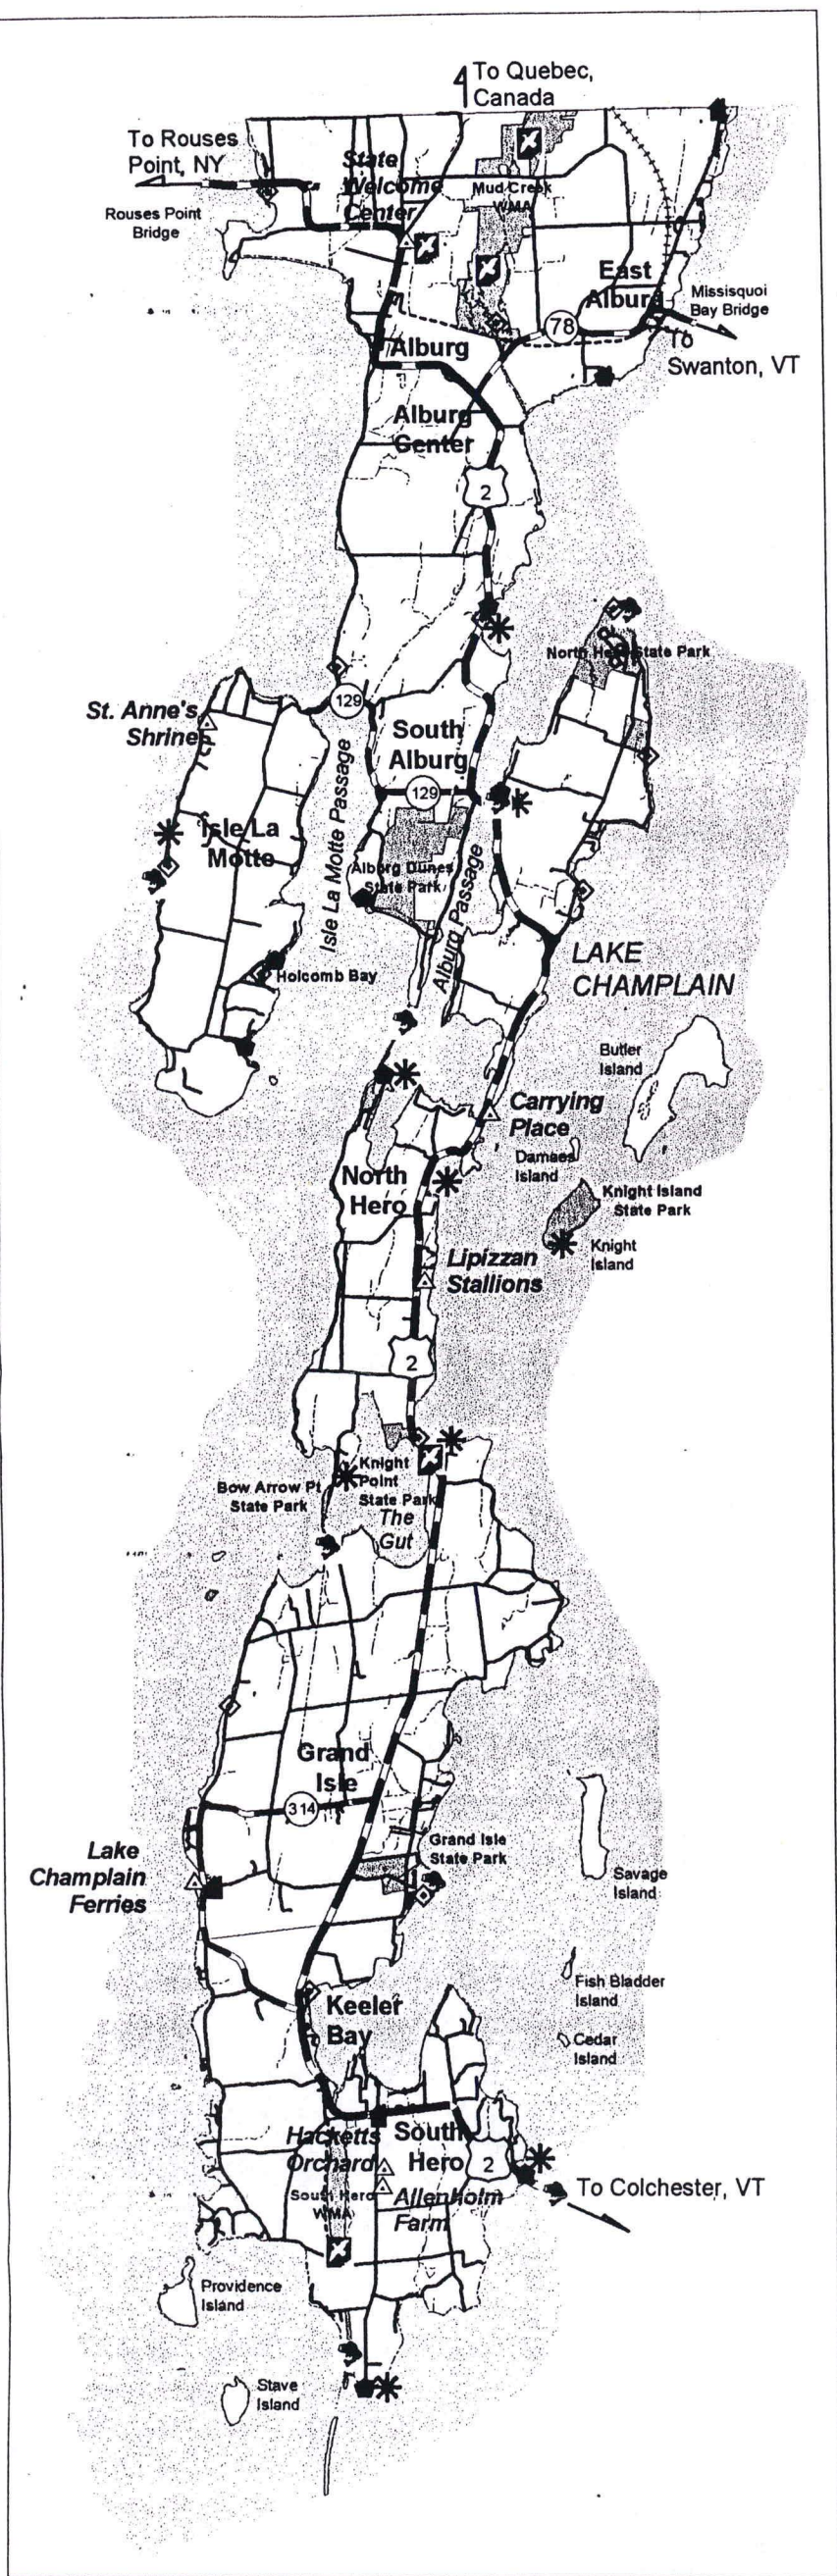 To Quebec,
Canada
To Rouses
Point, NY
State
Welcome
Center
Mud Creek
WMA
Rouses Point
Bridge
East
Alburg
Missisquoi
Bay Bridge
78
To
Swanton, VT
Alburg
Alburg
Center
2
North Hero State Park
St. Anne's
Shrine
129
South
Alburg
129
Isle La Motte Passage
Isle La
Motte
Alburg Dunes
State Park
Alburg Passage
LAKE
CHAMPLAIN
Holcomb Bay
Butler
Island
Carrying
Place
Damaes
Island
North
Hero
Knight Island
State Park
Knight
Island
Lipizzan
Stallions
2
Knight
Point
State Park
Bow Arrow Pt
State Park
The
Gut
Grand
Isle
314
Grand Isle
State Park
Lake
Champlain
Ferries
Savage
Island
Fish Bladder
Island
Keeler
Bay
Cedar
Island
Hacketts
Orchard
South
Hero
2
To Colchester, VT
South Hero
WMA
Allenholm
Farm
Providence
Island
Stave
Island